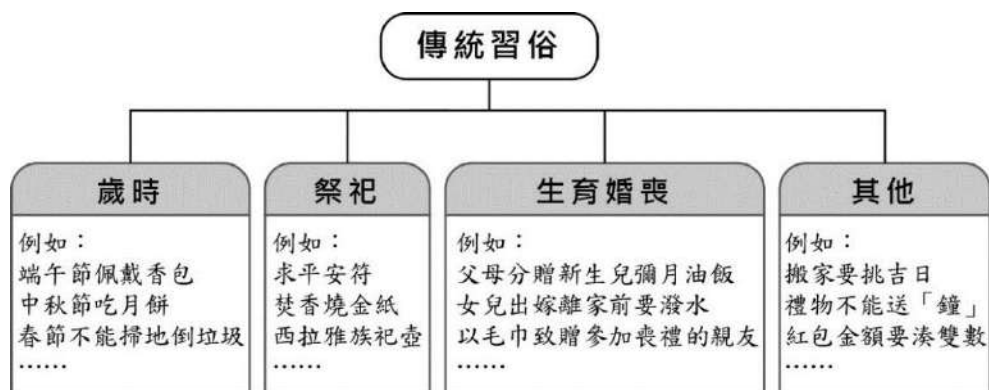 傳統習俗
歲時
例如：
端午節佩戴香包
中秋節吃月餅
春節不能掃地倒垃圾
……
祭祀
例如：
求平安符
焚香燒金紙
西拉雅族祀壺
……
生育婚喪
例如：
父母分贈新生兒彌月油飯
女兒出嫁離家前要潑水
以毛巾致贈參加喪禮的親友
……
其他
例如：
搬家要挑吉日
禮物不能送「鐘」
紅包金額要湊雙數
……